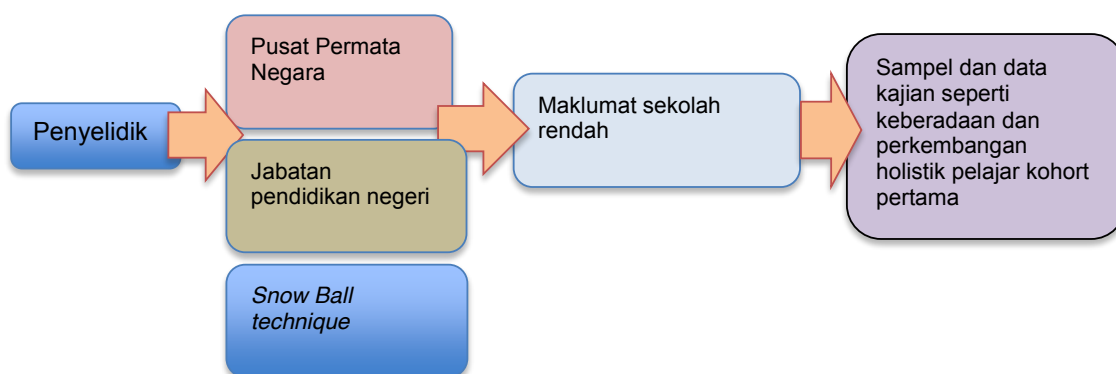 Penyelidik
Pusat Permata
Negara
Jabatan
pendidikan negeri
Snow Ball
technique
Maklumat sekolah
rendah
Sampel dan data
kajian seperti
keberadaan dan
perkembangan
holistik pelajar kohort
pertama